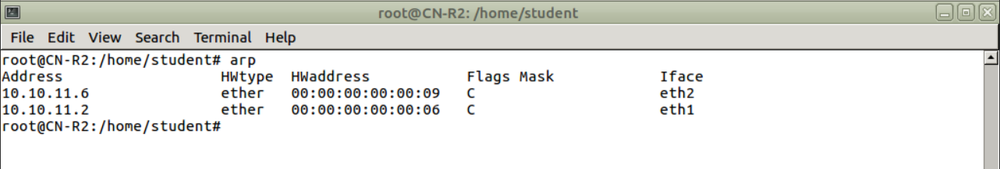 root@CN-R2: /home/student
File Edit View Search Terminal Help
root@CN-R2:/home/student# arp
Address                  HWtype  HWaddress           Flags Mask            Iface
10.10.11.6               ether   00:00:00:00:00:09   C                     eth2
10.10.11.2               ether   00:00:00:00:00:06   C                     eth1
root@CN-R2:/home/student#